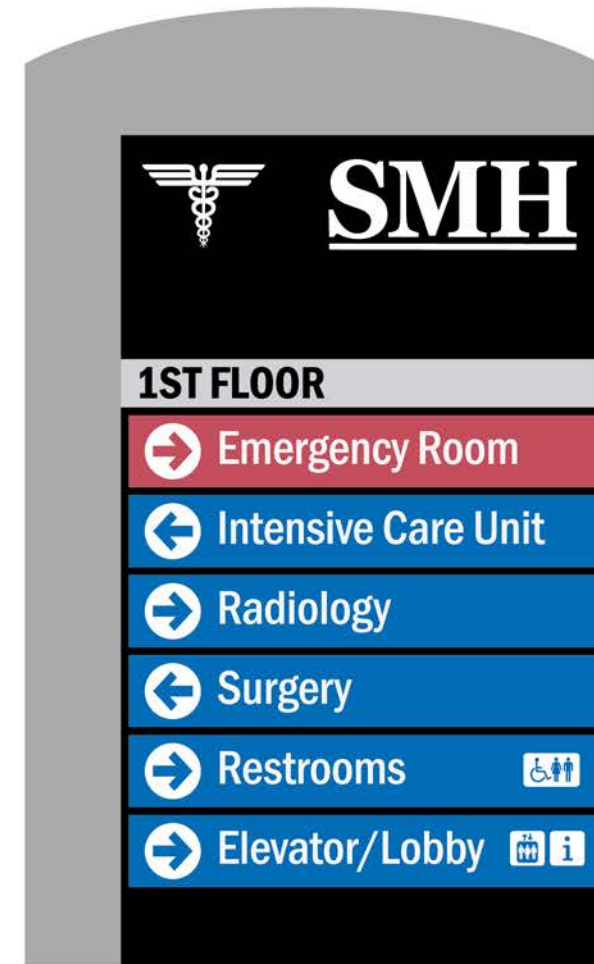 SMH
1ST FLOOR
Emergency Room
Intensive Care Unit
Radiology
Surgery
Restrooms
Elevator/Lobby i